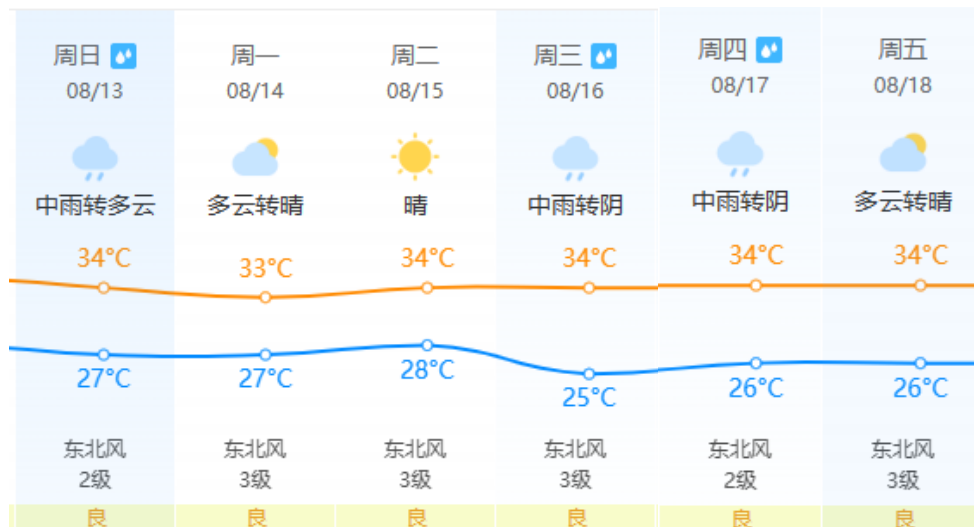 周日 周一 周二 周三 周四 周五
08/13 08/14 08/15 08/16 08/17 08/18
中雨转多云 多云转晴 晴 中雨转阴 中雨转阴 多云转晴
34°C 33°C 34°C 34°C 34°C 34°C
27°C 27°C 28°C 25°C 26°C 26°C
东北风 东北风 东北风 东北风 东北风 东北风
2级 3级 3级 3级 2级 3级
良 良 良 良 良 良